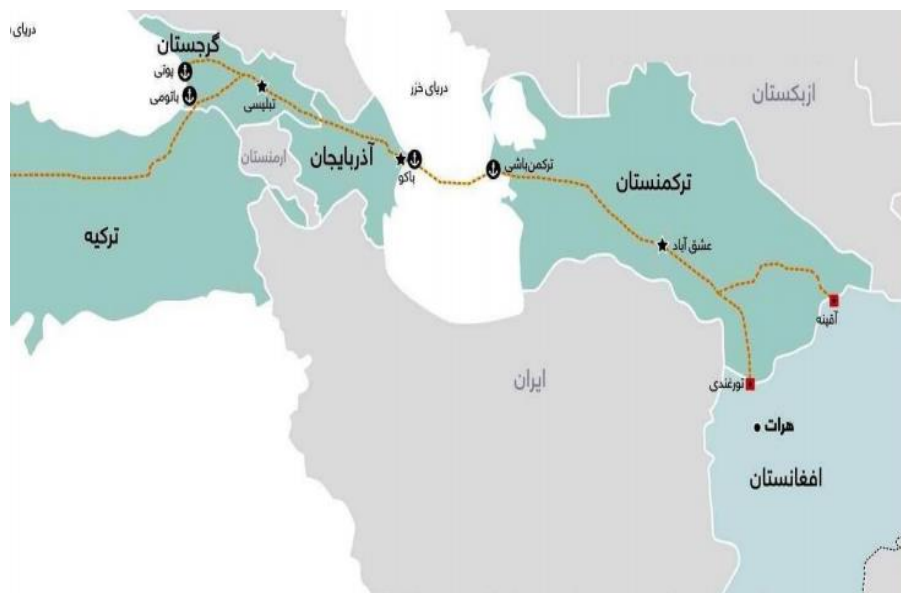 دریای
گرجستان
پوتی
باتومی
تبلیسی
دریای خزر
ازبکستان
ارمنستان
آذربایجان
باکو
ترکمن‌باشی
ترکمنستان
ترکیه
عشق آباد
آقینه
ایران
تورغندی
هرات
افغانستان